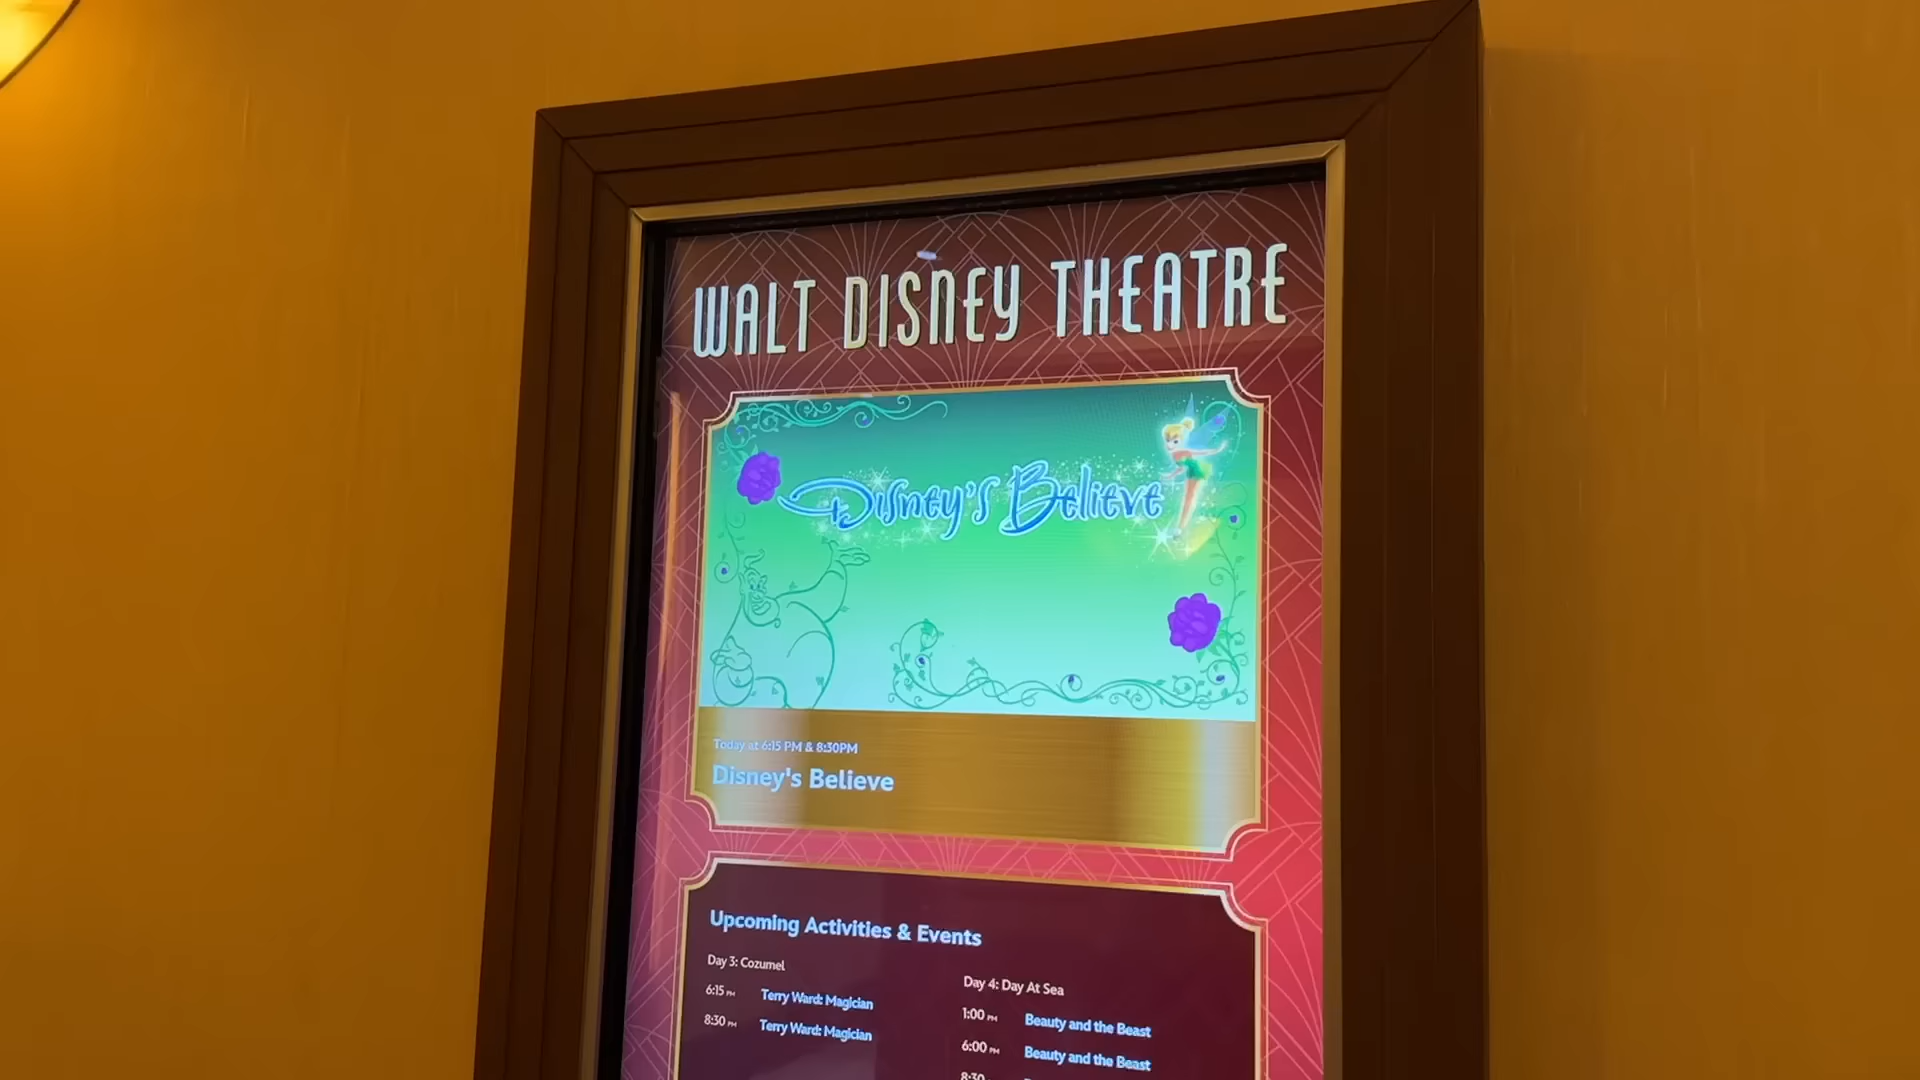 WALT DISNEY THEATRE
Disney's Believe
Today at 6:15 PM & 8:30PM
Disney's Believe
Upcoming Activities & Events
Day 3: Cozumel
6:15 PM Terry Ward: Magician
8:30 PM Terry Ward: Magician
Day 4: Day At Sea
1:00 PM Beauty and the Beast
6:00 PM Beauty and the Beast
8:30